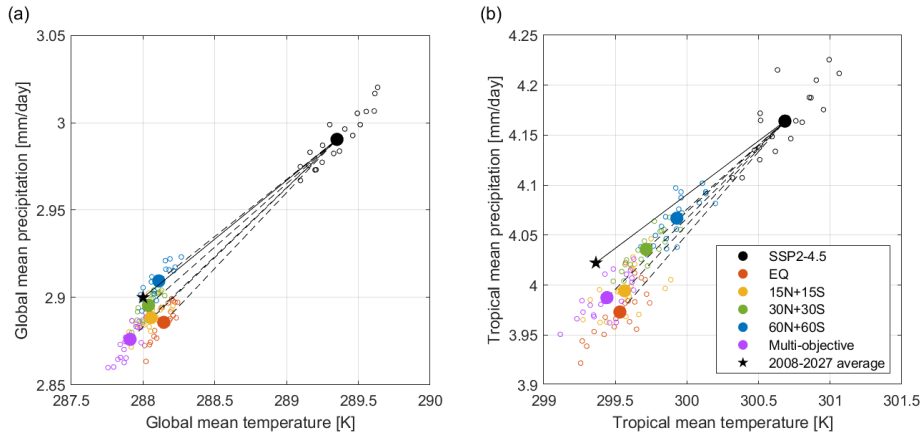 (a)
3.05
3
2.95
2.9
2.85
287.5
288
288.5
289
289.5
290
Global mean temperature [K]
Global mean precipitation [mm/day]
(b)
4.25
4.2
4.15
4.1
4.05
4
3.95
3.9
299
299.5
300
300.5
301
301.5
Tropical mean temperature [K]
Tropical mean precipitation [mm/day]
SSP2-4.5
EQ
15N+15S
30N+30S
60N+60S
Multi-objective
2008-2027 average